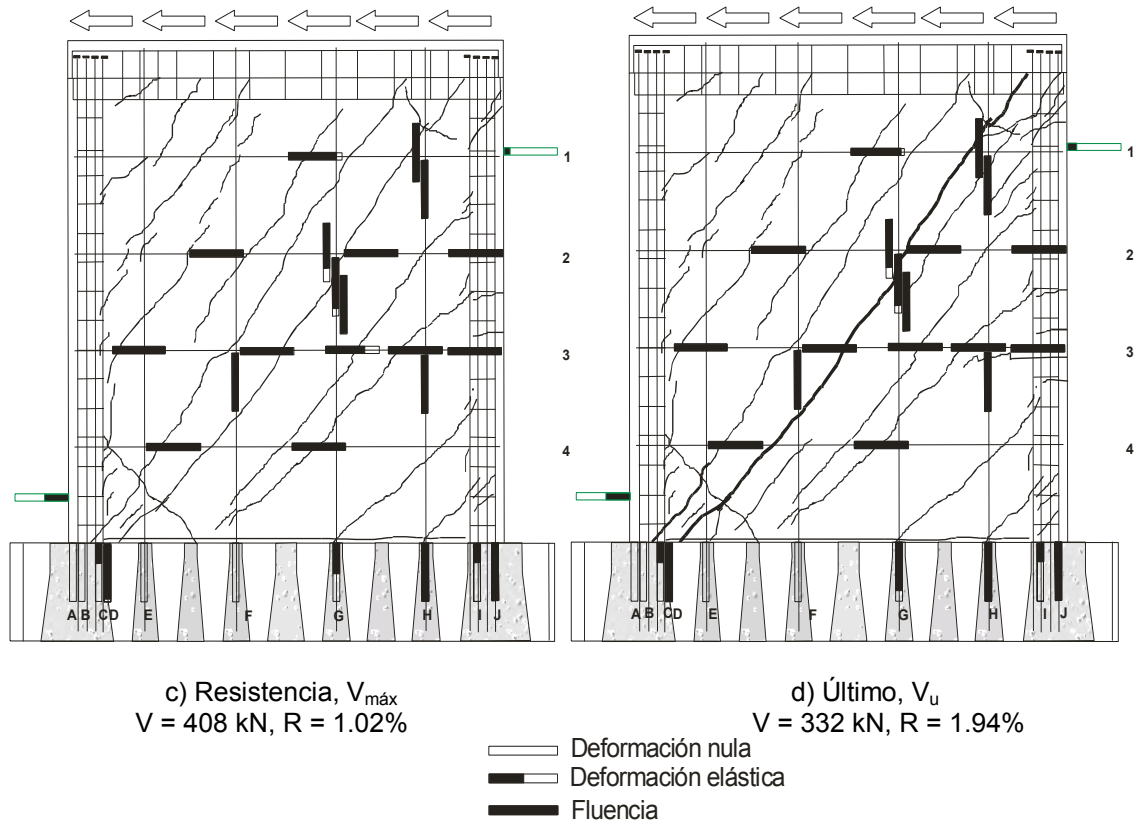 1
1
2
2
3
3
4
4
A B C D E F G H I J
A B C D E F G H I J
c) Resistencia, Vmáx
V = 408 kN, R = 1.02%
d) Último, Vu
V = 332 kN, R = 1.94%
Deformación nula
Deformación elástica
Fluencia